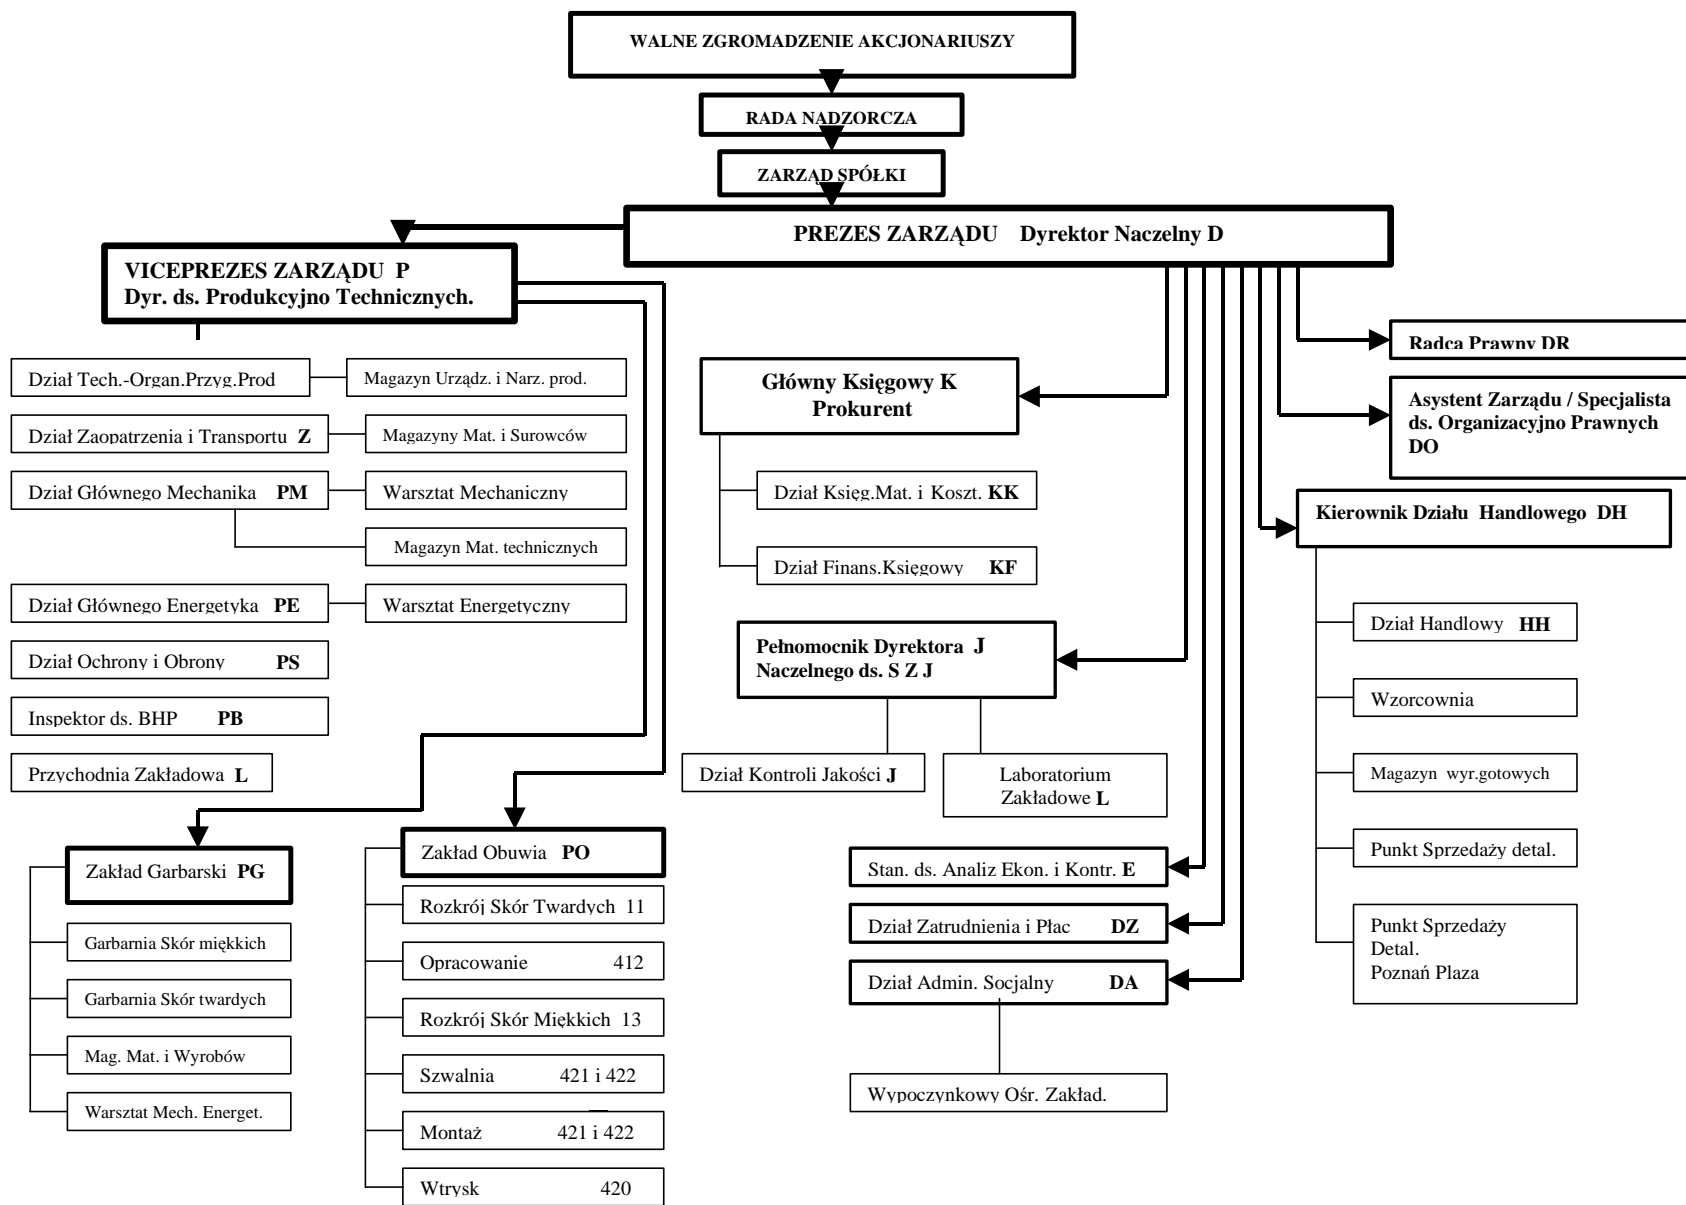 WALNE ZGROMADZENIE AKCJONARIUSZY
RADA NADZORCZA
ZARZĄD SPÓŁKI
PREZES ZARZĄDU Dyrektor Naczelny D
VICEPREZES ZARZĄDU P
Dyr. ds. Produkcyjno Technicznych.
Dział Tech.-Organ.Przyg.Prod
Magazyn Urządz. i Narz. prod.
Dział Zaopatrzenia i Transportu Z
Magazyny Mat. i Surowców
Dział Głównego Mechanika PM
Warsztat Mechaniczny
Magazyn Mat. technicznych
Dział Głównego Energetyka PE
Warsztat Energetyczny
Dział Ochrony i Obrony PS
Inspektor ds. BHP PB
Przychodnia Zakładowa L
Zakład Garbarski PG
Garbarnia Skór miękkich
Garbarnia Skór twardych
Mag. Mat. i Wyrobów
Warsztat Mech. Energet.
Zakład Obuwia PO
Rozkrój Skór Twardych 11
Opracowanie 412
Rozkrój Skór Miękkich 13
Szwalnia 421 i 422
Montaż 421 i 422
Wtrysk 420
Główny Księgowy K
Prokurent
Dział Księg.Mat. i Koszt. KK
Dział Finans.Księgowy KF
Pełnomocnik Dyrektora J
Naczelnego ds. S Z J
Dział Kontroli Jakości J
Laboratorium
Zakładowe L
Stan. ds. Analiz Ekon. i Kontr. E
Dział Zatrudnienia i Płac DZ
Dział Admin. Socjalny DA
Wypoczynkowy Ośr. Zakład.
Radca Prawny DR
Asystent Zarządu / Specjalista
ds. Organizacyjno Prawnych
DO
Kierownik Działu Handlowego DH
Dział Handlowy HH
Wzorcownia
Magazyn wyr.gotowych
Punkt Sprzedaży detal.
Punkt Sprzedaży
Detal.
Poznań Plaza